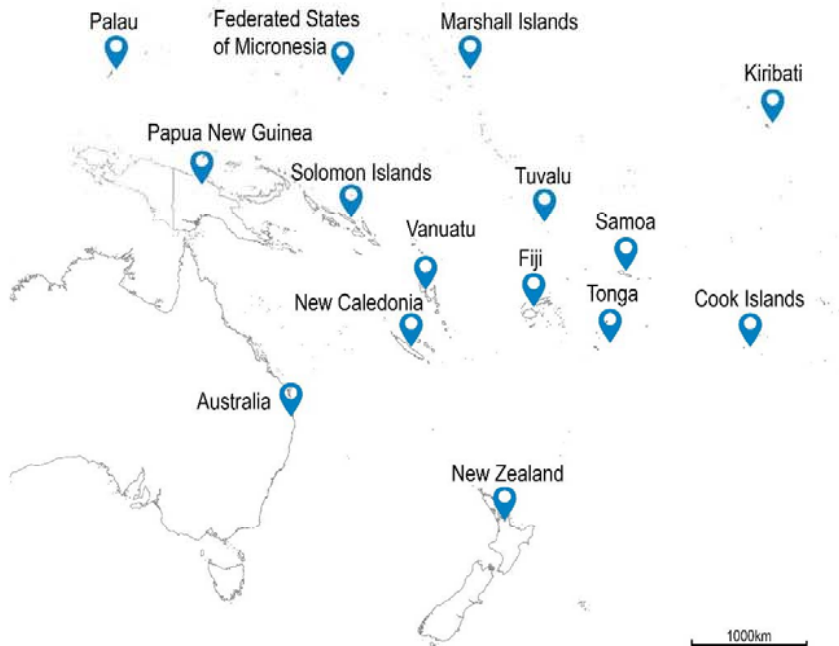 Palau
Federated States
of Micronesia
Marshall Islands
Kiribati
Papua New Guinea
Solomon Islands
Tuvalu
Samoa
Vanuatu
Fiji
New Caledonia
Tonga
Cook Islands
Australia
New Zealand
1000km